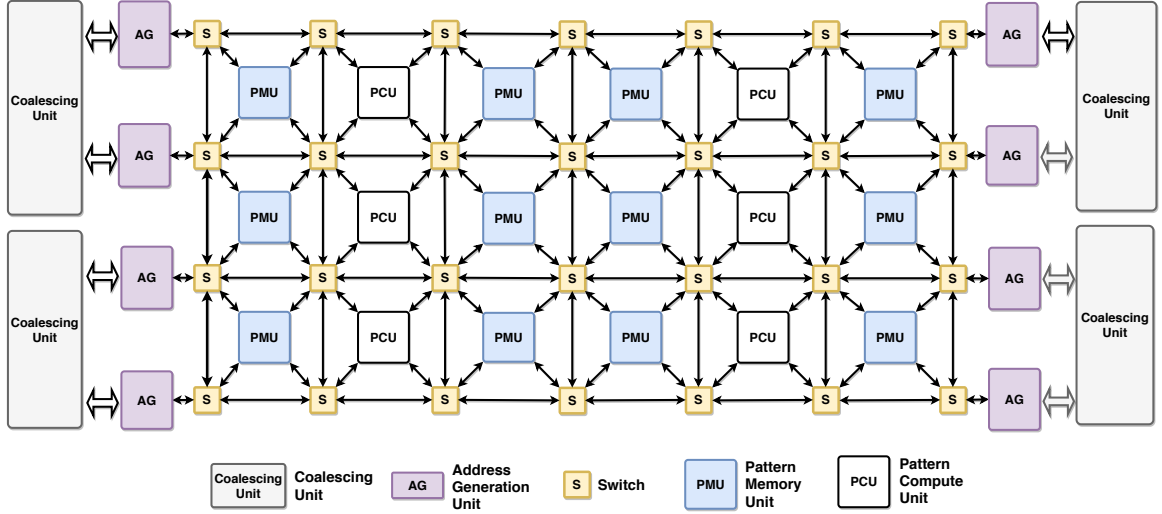 AG S S S S S S S AG
PMU PCU PMU PMU PCU PMU
Coalescing
Unit
Coalescing
Unit
AG S S S S S S S AG
PMU PCU PMU PMU PCU PMU
AG S S S S S S S AG
Coalescing
Unit
Coalescing
Unit
PMU PCU PMU PMU PCU PMU
AG S S S S S S S AG
Coalescing
Unit
Coalescing
Unit
AG
Address
Generation
Unit
S
Switch
PMU
Pattern
Memory
Unit
PCU
Pattern
Compute
Unit